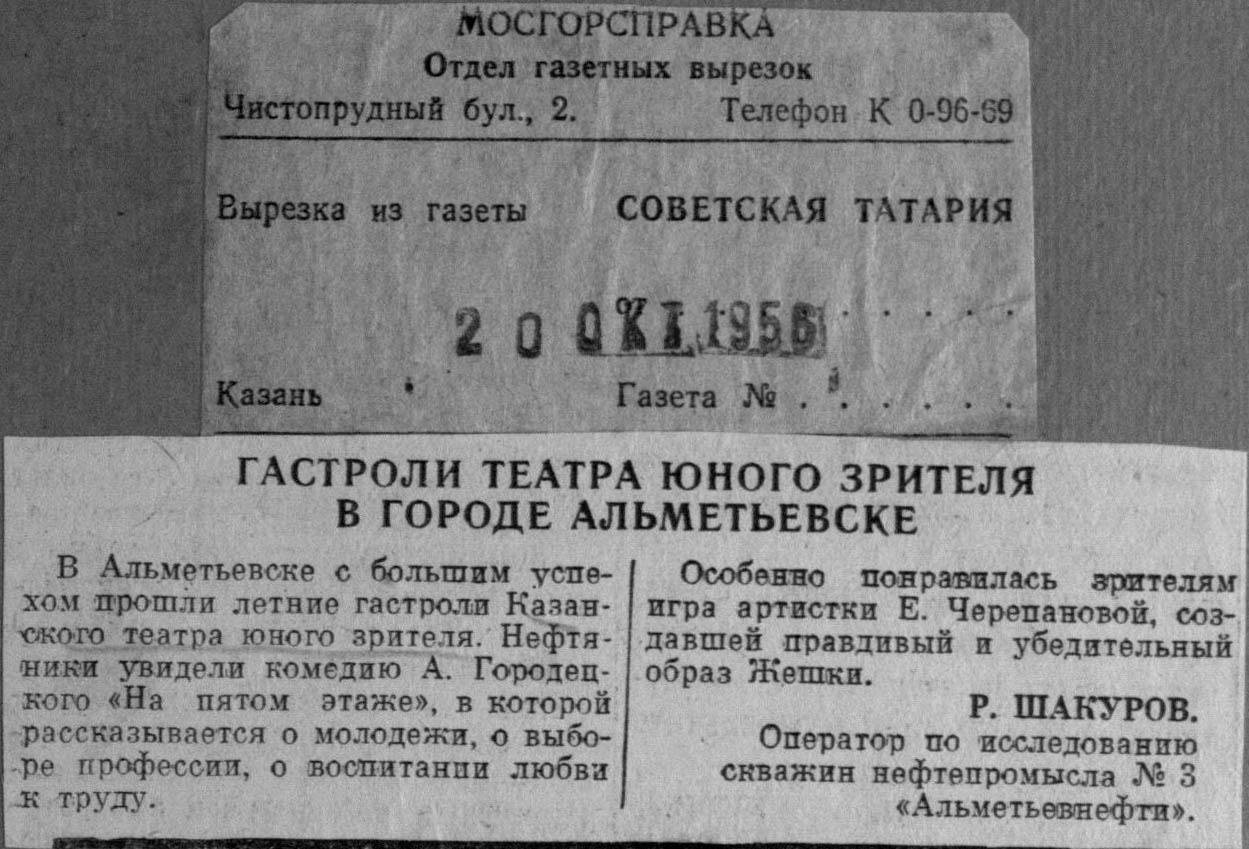 МОСГОРСПРАВКА
Отдел газетных вырезок
Чистопрудный бул., 2. Телефон К 0-96-69
Вырезка из газеты СОВЕТСКАЯ ТАТАРИЯ
2 0 ОКТ 1956
Казань Газета № . . . . . .
ГАСТРОЛИ ТЕАТРА ЮНОГО ЗРИТЕЛЯ
В ГОРОДЕ АЛЬМЕТЬЕВСКЕ
В Альметьевске с большим успе-
хом прошли летние гастроли Казан-
ского театра юного зрителя. Нефтя-
ники увидели комедию А. Городец-
кого «На пятом этаже», в которой
рассказывается о молодежи, о выбо-
ре профессии, о воспитании любви
к труду.
Особенно понравилась зрителям
игра артистки Е. Черепановой, соз-
давшей правдивый и убедительный
образ Жешки.
Р. ШАКУРОВ.
Оператор по исследованию
скважин нефтепромысла № 3
«Альметьевнефти».